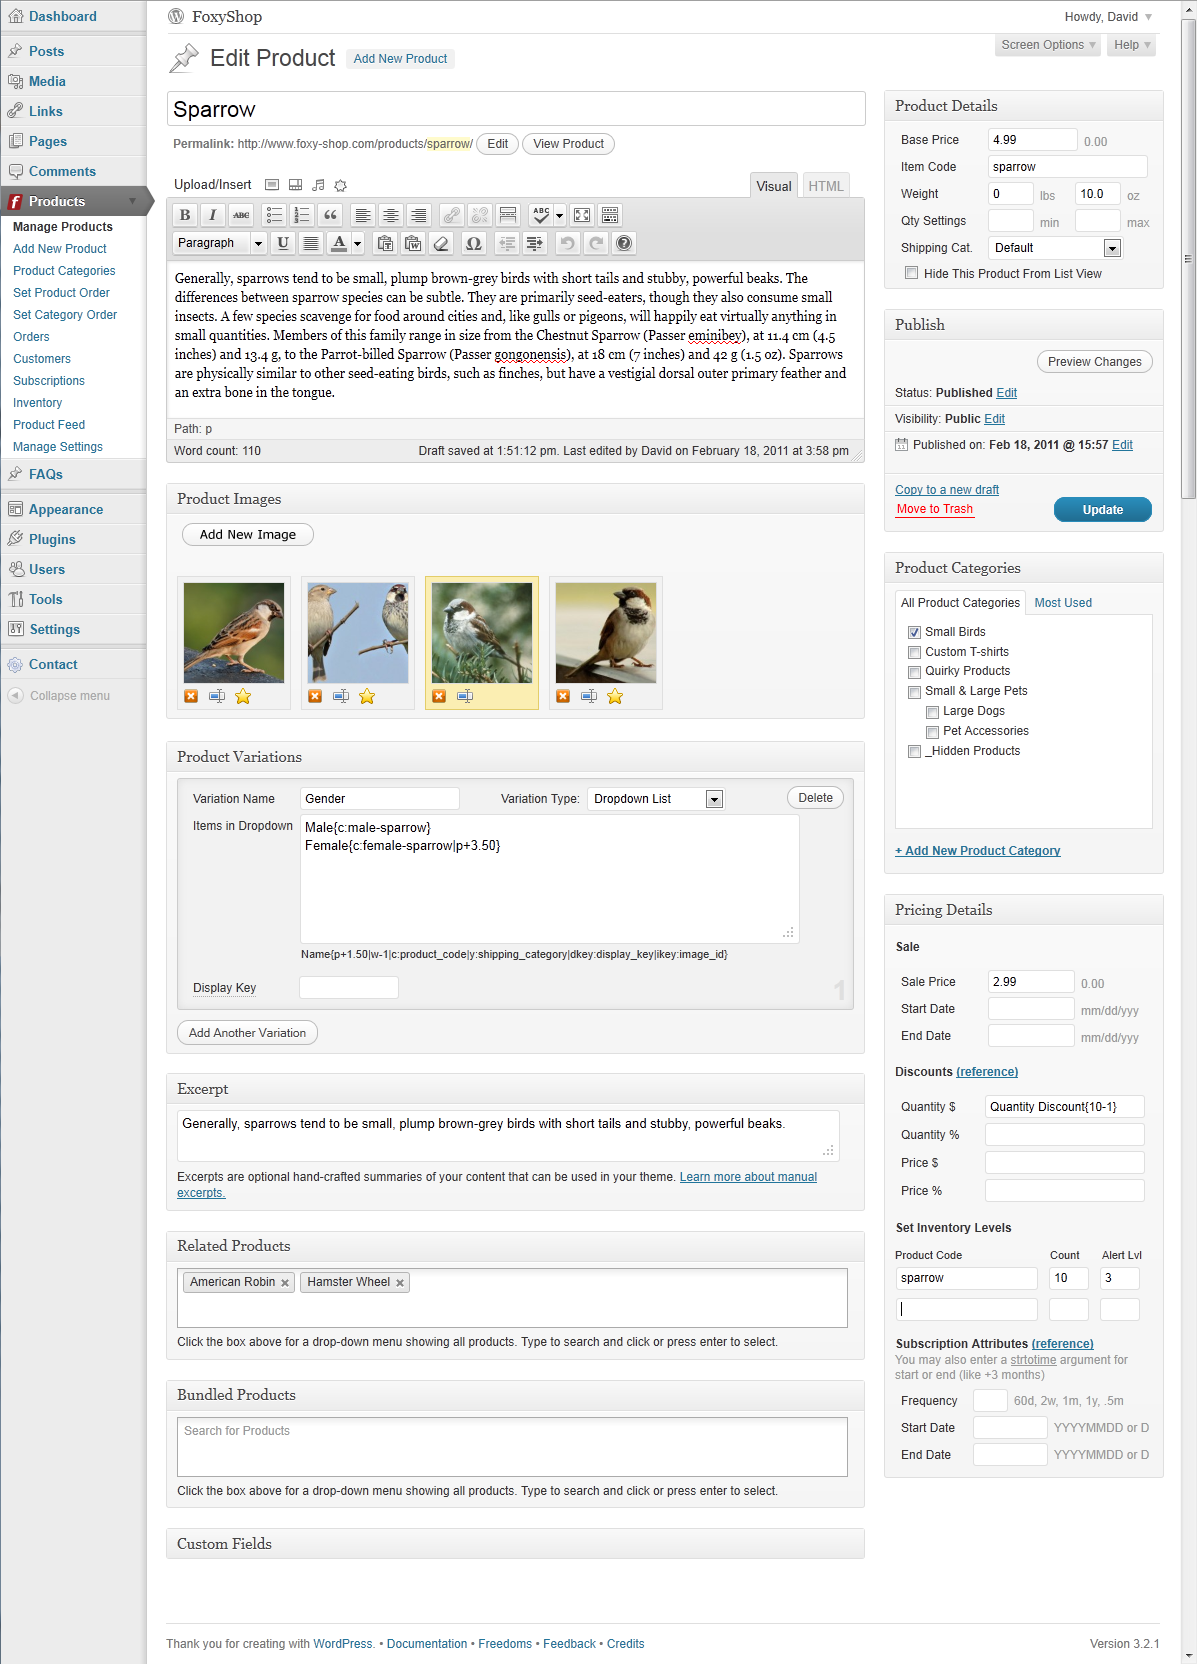 FoxyShop
Howdy, David
Screen Options
Help
Dashboard
Posts
Media
Links
Pages
Comments
Products
Manage Products
Add New Product
Product Categories
Set Product Order
Set Category Order
Orders
Customers
Subscriptions
Inventory
Product Feed
Manage Settings
FAQs
Appearance
Plugins
Users
Tools
Settings
Contact
Collapse menu
Edit Product Add New Product
Sparrow
Permalink: http://www.foxy-shop.com/products/sparrow/ Edit View Product
Upload/Insert
Visual HTML
B I ABC ABC
Paragraph U A
Generally, sparrows tend to be small, plump brown-grey birds with short tails and stubby, powerful beaks. The
differences between sparrow species can be subtle. They are primarily seed-eaters, though they also consume small
insects. A few species scavenge for food around cities and, like gulls or pigeons, will happily eat virtually anything in
small quantities. Members of this family range in size from the Chestnut Sparrow (Passer eminibey), at 11.4 cm (4.5
inches) and 13.4 g, to the Parrot-billed Sparrow (Passer gongonensis), at 18 cm (7 inches) and 42 g (1.5 oz). Sparrows
are physically similar to other seed-eating birds, such as finches, but have a vestigial dorsal outer primary feather and
an extra bone in the tongue.
Path: p
Word count: 110 Draft saved at 1:51:12 pm. Last edited by David on February 18, 2011 at 3:58 pm
Product Images
Add New Image
Product Variations
Variation Name Gender Variation Type: Dropdown List Delete
Items in Dropdown Male{c:male-sparrow}
Female{c:female-sparrow|p+3.50}
Name{p+1.50|w-1|c:product_code|y:shipping_category|dkey:display_key|ikey:image_id}
Display Key
1
Add Another Variation
Excerpt
Generally, sparrows tend to be small, plump brown-grey birds with short tails and stubby, powerful beaks.
Excerpts are optional hand-crafted summaries of your content that can be used in your theme. Learn more about manual
excerpts.
Related Products
American Robin × Hamster Wheel ×
Click the box above for a drop-down menu showing all products. Type to search and click or press enter to select.
Bundled Products
Search for Products
Click the box above for a drop-down menu showing all products. Type to search and click or press enter to select.
Custom Fields
Product Details
Base Price 4.99 0.00
Item Code sparrow
Weight 0 lbs 10.0 oz
Qty Settings min max
Shipping Cat. Default
Hide This Product From List View
Publish
Preview Changes
Status: Published Edit
Visibility: Public Edit
Published on: Feb 18, 2011 @ 15:57 Edit
Copy to a new draft
Move to Trash
Update
Product Categories
All Product Categories Most Used
Small Birds
Custom T-shirts
Quirky Products
Small & Large Pets
Large Dogs
Pet Accessories
_Hidden Products
+ Add New Product Category
Pricing Details
Sale
Sale Price 2.99 0.00
Start Date mm/dd/yyy
End Date mm/dd/yyy
Discounts (reference)
Quantity $ Quantity Discount{10-1}
Quantity %
Price $
Price %
Set Inventory Levels
Product Code Count Alert Lvl
sparrow 10 3
Subscription Attributes (reference)
You may also enter a strtotime argument for
start or end (like +3 months)
Frequency 60d, 2w, 1m, 1y, .5m
Start Date YYYYMMDD or D
End Date YYYYMMDD or D
Thank you for creating with WordPress. • Documentation • Freedoms • Feedback • Credits
Version 3.2.1